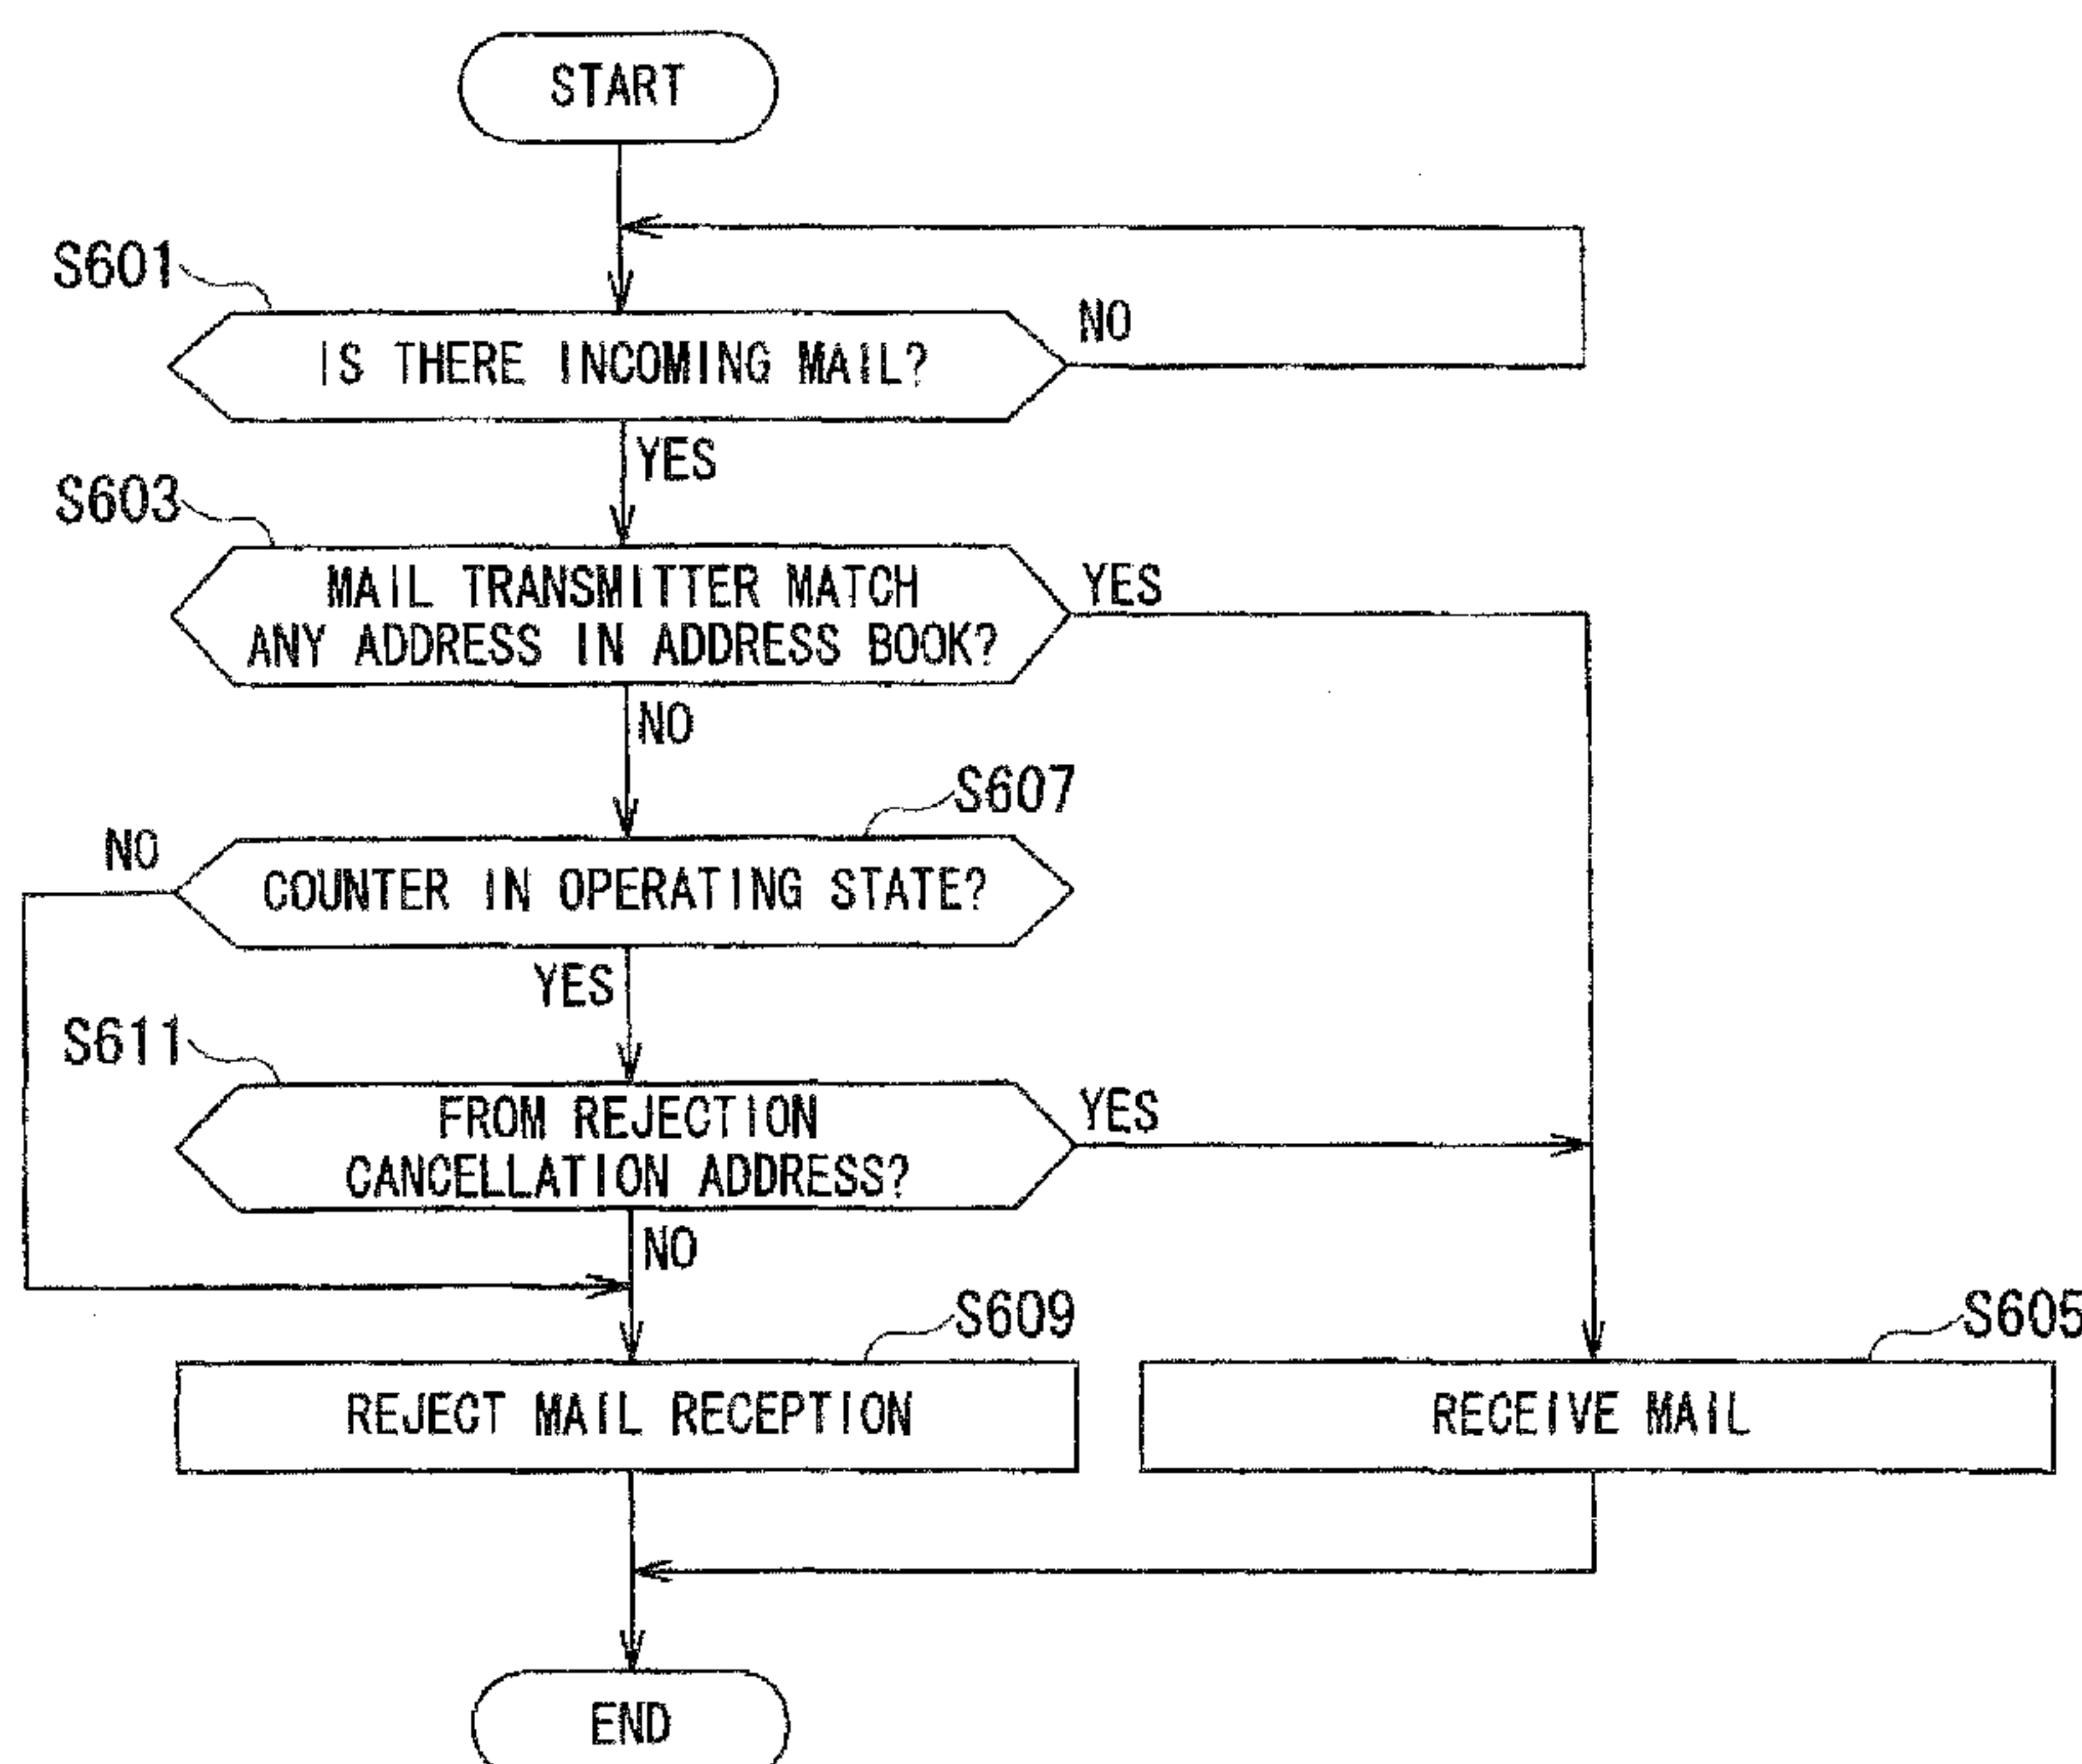 START
S601
IS THERE INCOMING MAIL?
NO
YES
S603
MAIL TRANSMITTER MATCH
ANY ADDRESS IN ADDRESS BOOK?
YES
NO
S607
NO
COUNTER IN OPERATING STATE?
YES
S611
FROM REJECTION
CANCELLATION ADDRESS?
YES
NO
S609
S605
REJECT MAIL RECEPTION
RECEIVE MAIL
END